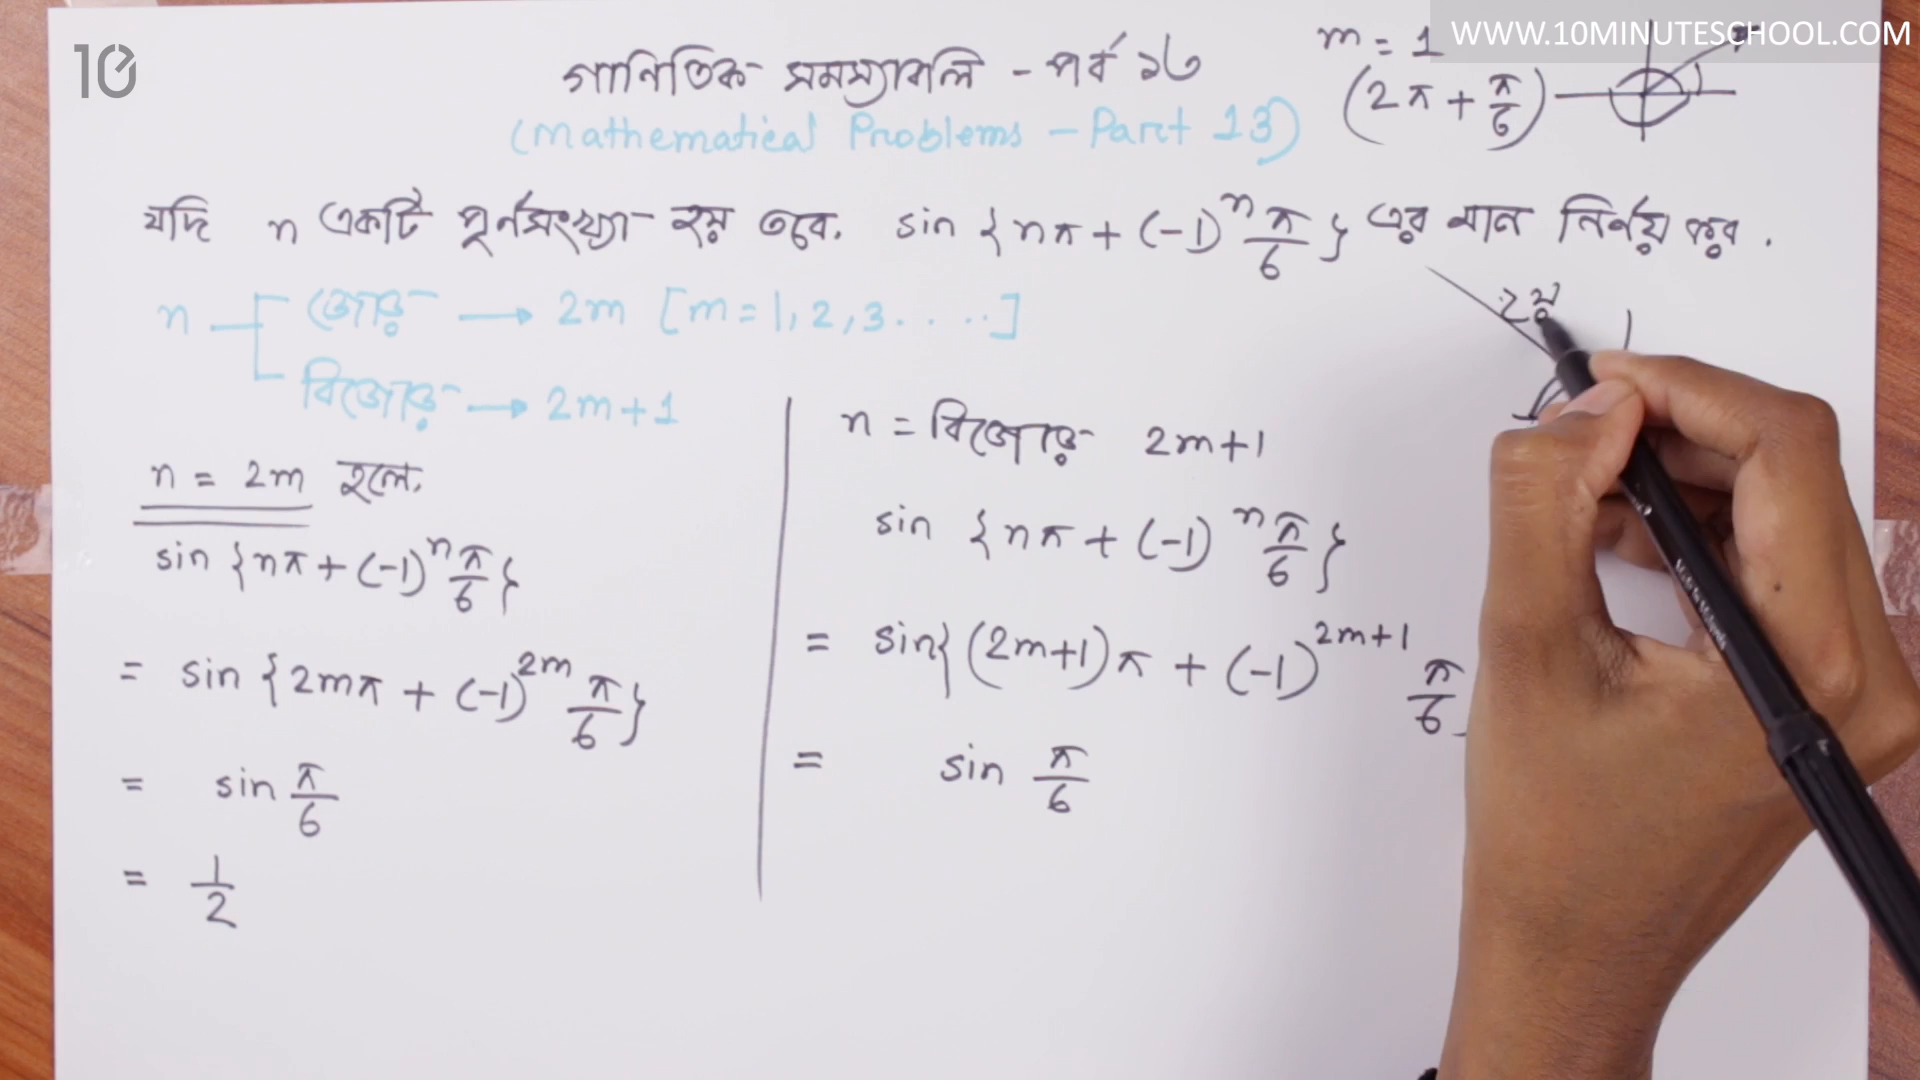 10
WWW.10MINUTESCHOOL.COM
গাণিতিক সমস্যাবলি - পর্ব ১৩
(Mathematical Problems - Part 13)
m = 1
(2π + π/6)
যদি n একটি পূর্ণসংখ্যা হয় তবে, sin {nπ + (-1)^n π/6} এর মান নির্ণয় কর.
n জোড় → 2m [m = 1, 2, 3 . . . .]
বিজোড় → 2m+1
২য়
n = 2m হলে,
sin {nπ + (-1)^n π/6}
= sin {2mπ + (-1)^2m π/6}
= sin π/6
= 1/2
n = বিজোড় 2m+1
sin {nπ + (-1)^n π/6}
= sin{(2m+1)π + (-1)^2m+1 π/6
= sin π/6